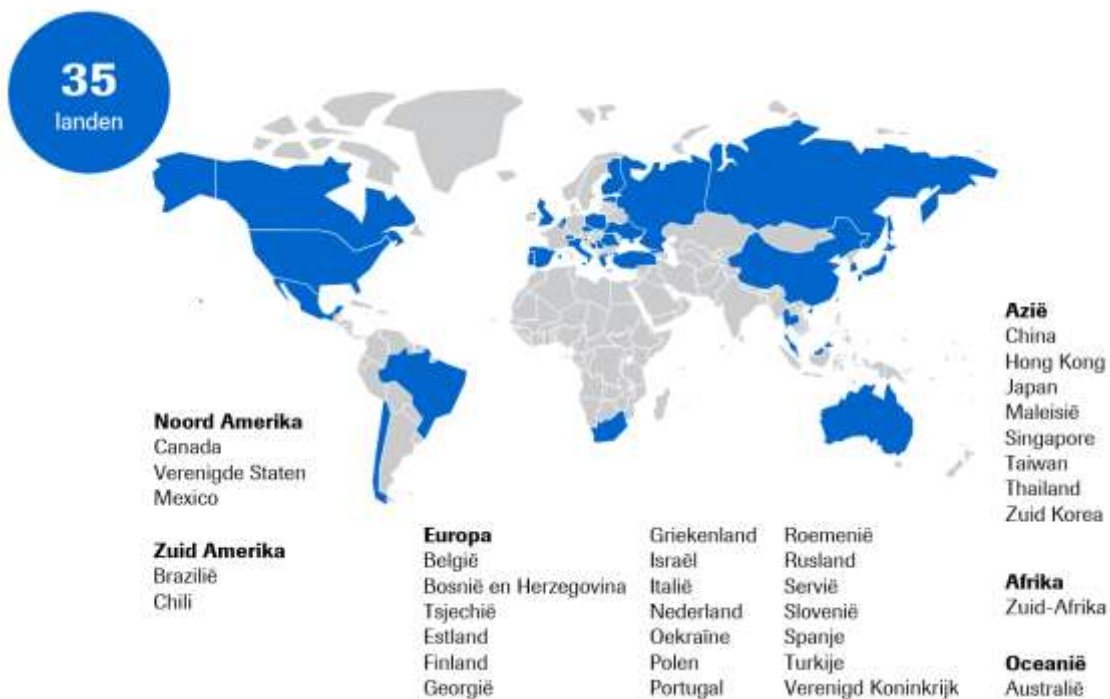 35
landen
Noord Amerika
Canada
Verenigde Staten
Mexico
Zuid Amerika
Brazilië
Chili
Europa
België
Bosnië en Herzegovina
Tsjechië
Estland
Finland
Georgië
Griekenland
Israël
Italië
Nederland
Oekraïne
Polen
Portugal
Roemenië
Rusland
Servië
Slovenië
Spanje
Turkije
Verenigd Koninkrijk
Azië
China
Hong Kong
Japan
Maleisië
Singapore
Taiwan
Thailand
Zuid Korea
Afrika
Zuid-Afrika
Oceanië
Australië